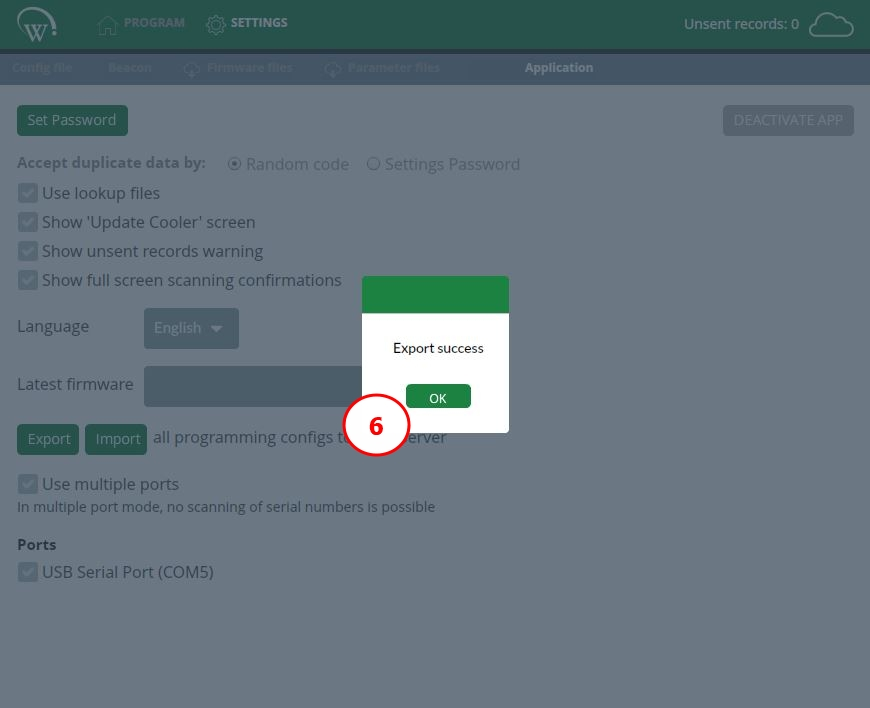 W PROGRAM SETTINGS Unsent records: 0
Config file Beacon Firmware files Parameter files Application
Set Password DEACTIVATE APP
Accept duplicate data by: Random code Settings Password
Use lookup files
Show 'Update Cooler' screen
Show unsent records warning
Show full screen scanning confirmations
Language English
Export success
Latest firmware
OK
6
Export Import all programming configs erver
Use multiple ports
In multiple port mode, no scanning of serial numbers is possible
Ports
USB Serial Port (COM5)